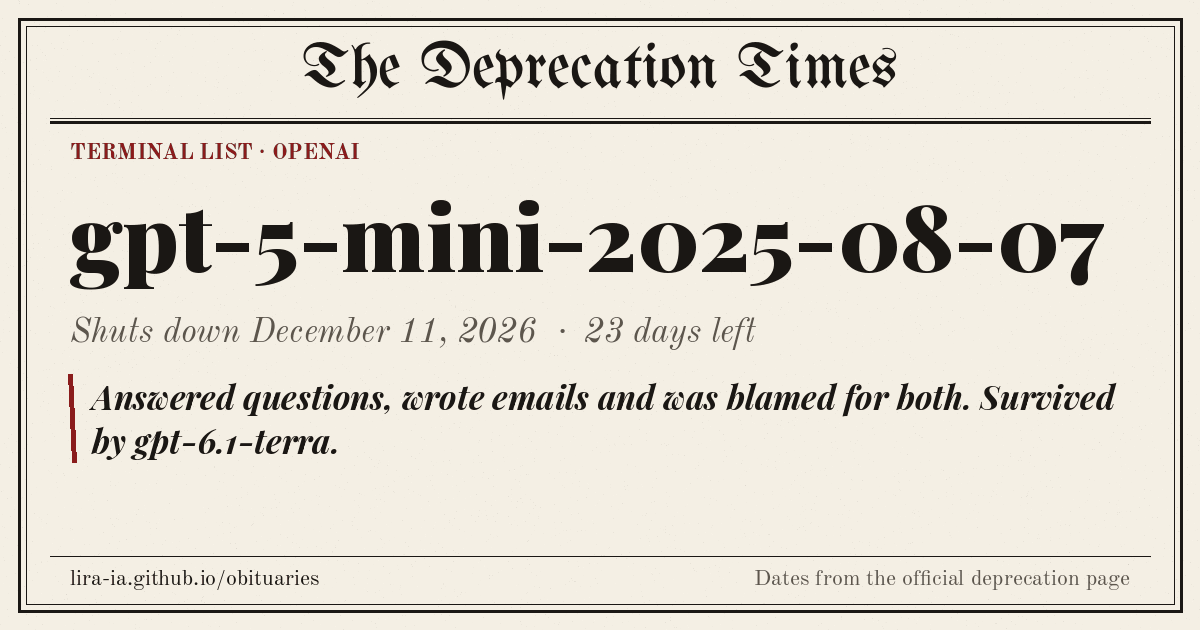 The Deprecation Times
TERMINAL LIST · OPENAI
gpt-5-mini-2025-08-07
Shuts down December 11, 2026 · 23 days left
Answered questions, wrote emails and was blamed for both. Survived
by gpt-6.1-terra.
lira-ia.github.io/obituaries
Dates from the official deprecation page